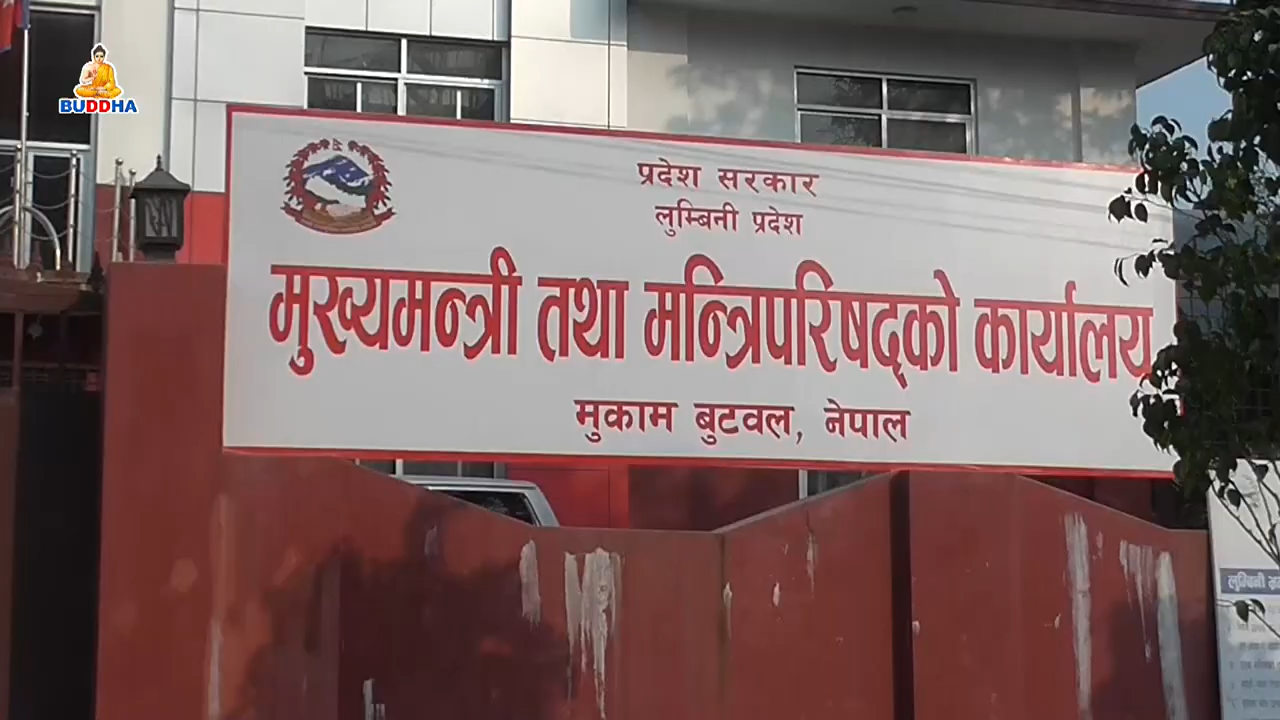 BUDDHA
प्रदेश सरकार
लुम्बिनी प्रदेश
मुख्यमन्त्री तथा मन्त्रिपरिषद्को कार्यालय
मुकाम बुटवल, नेपाल
लुम्बिनी